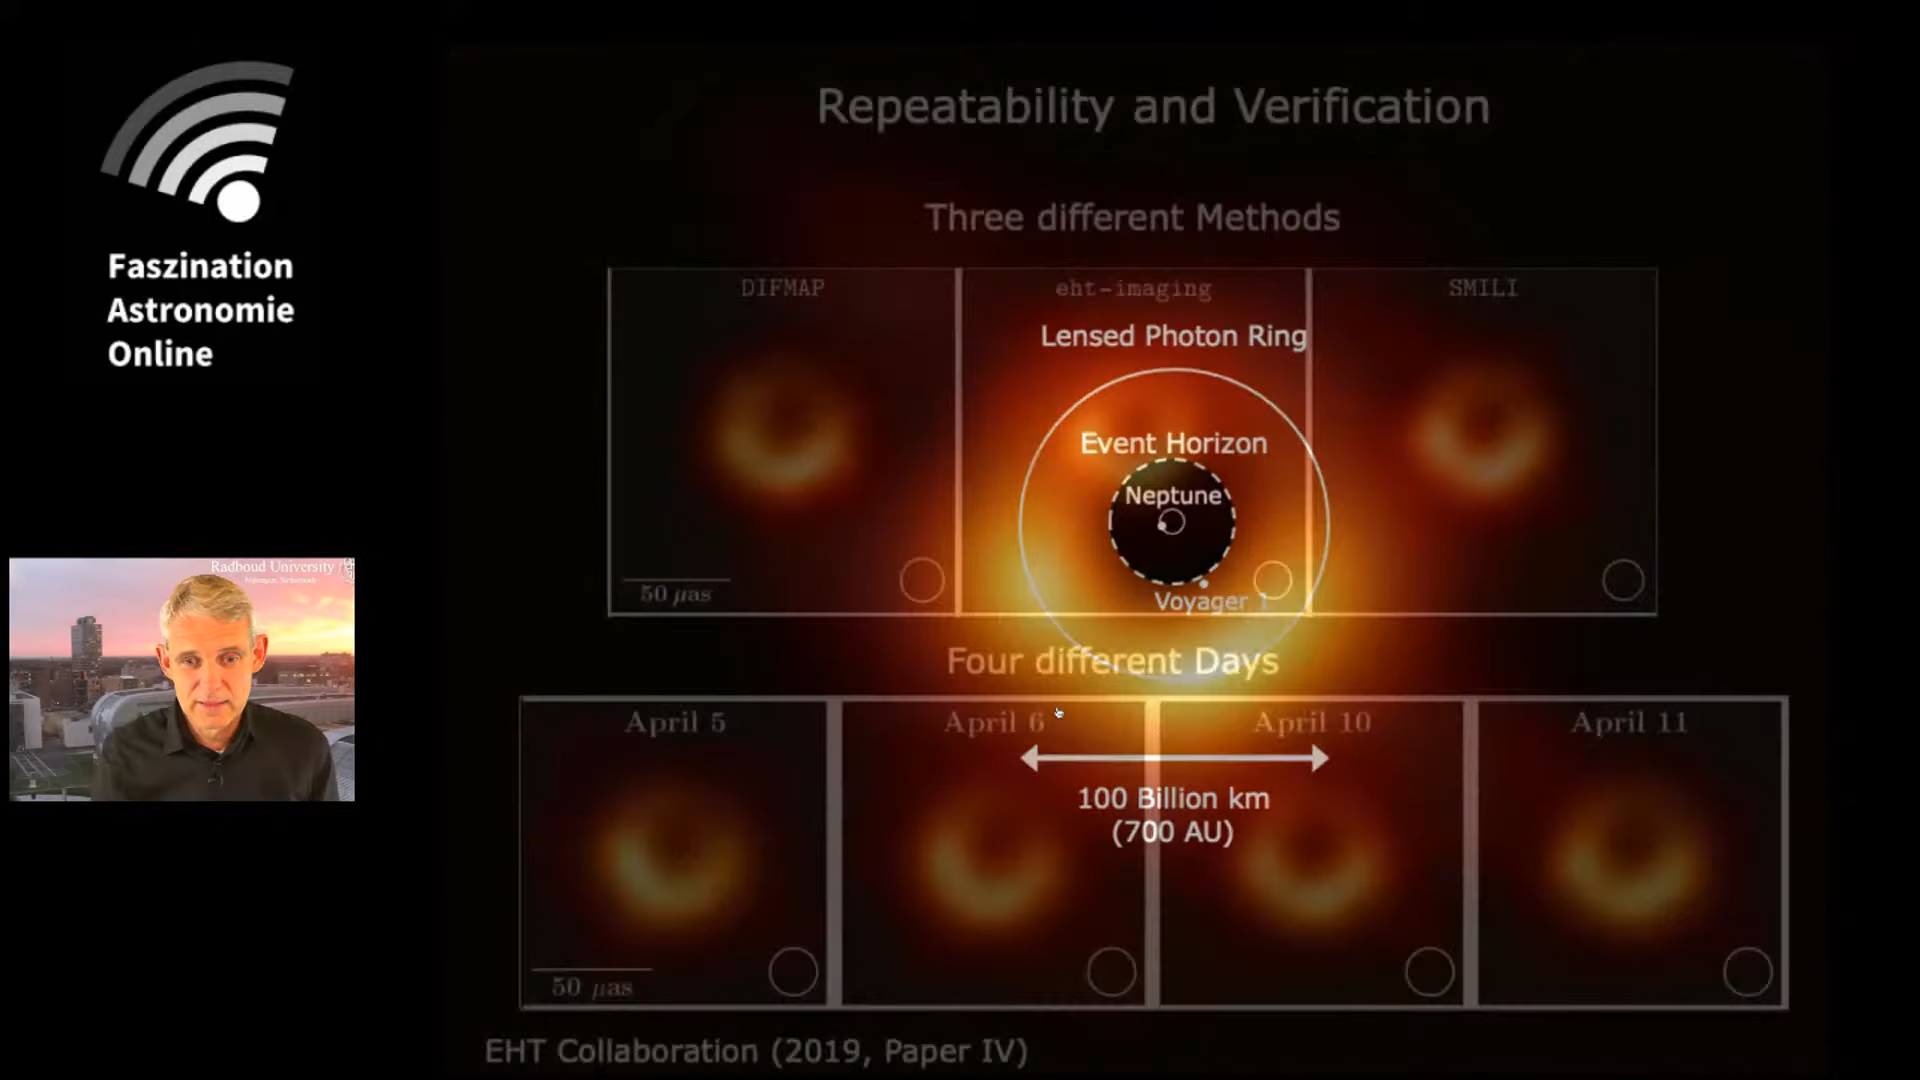 Faszination
Astronomie
Online
Radboud University
Repeatability and Verification
Three different Methods
DIFMAP
eht-imaging
SMILI
Lensed Photon Ring
Event Horizon
Neptune
Voyager 1
50 μas
Four different Days
April 5
April 6
April 10
April 11
100 Billion km
(700 AU)
50 μas
EHT Collaboration (2019, Paper IV)